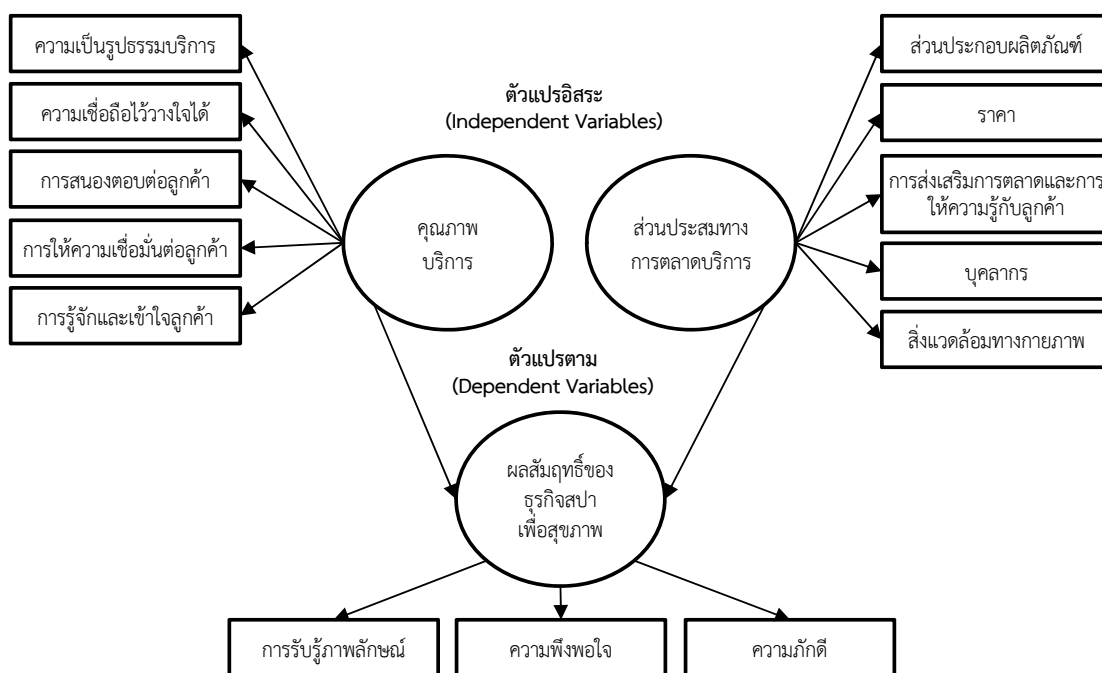 ความเป็นรูปธรรมบริการ
ความเชื่อถือไว้วางใจได้
การสนองตอบต่อลูกค้า
การให้ความเชื่อมั่นต่อลูกค้า
การรู้จักและเข้าใจลูกค้า
ตัวแปรอิสระ
(Independent Variables)
คุณภาพ
บริการ
ส่วนประสมทาง
การตลาดบริการ
ส่วนประกอบผลิตภัณฑ์
ราคา
การส่งเสริมการตลาดและการ
ให้ความรู้กับลูกค้า
บุคลากร
สิ่งแวดล้อมทางกายภาพ
ตัวแปรตาม
(Dependent Variables)
ผลสัมฤทธิ์ของ
ธุรกิจสปา
เพื่อสุขภาพ
การรับรู้ภาพลักษณ์
ความพึงพอใจ
ความภักดี